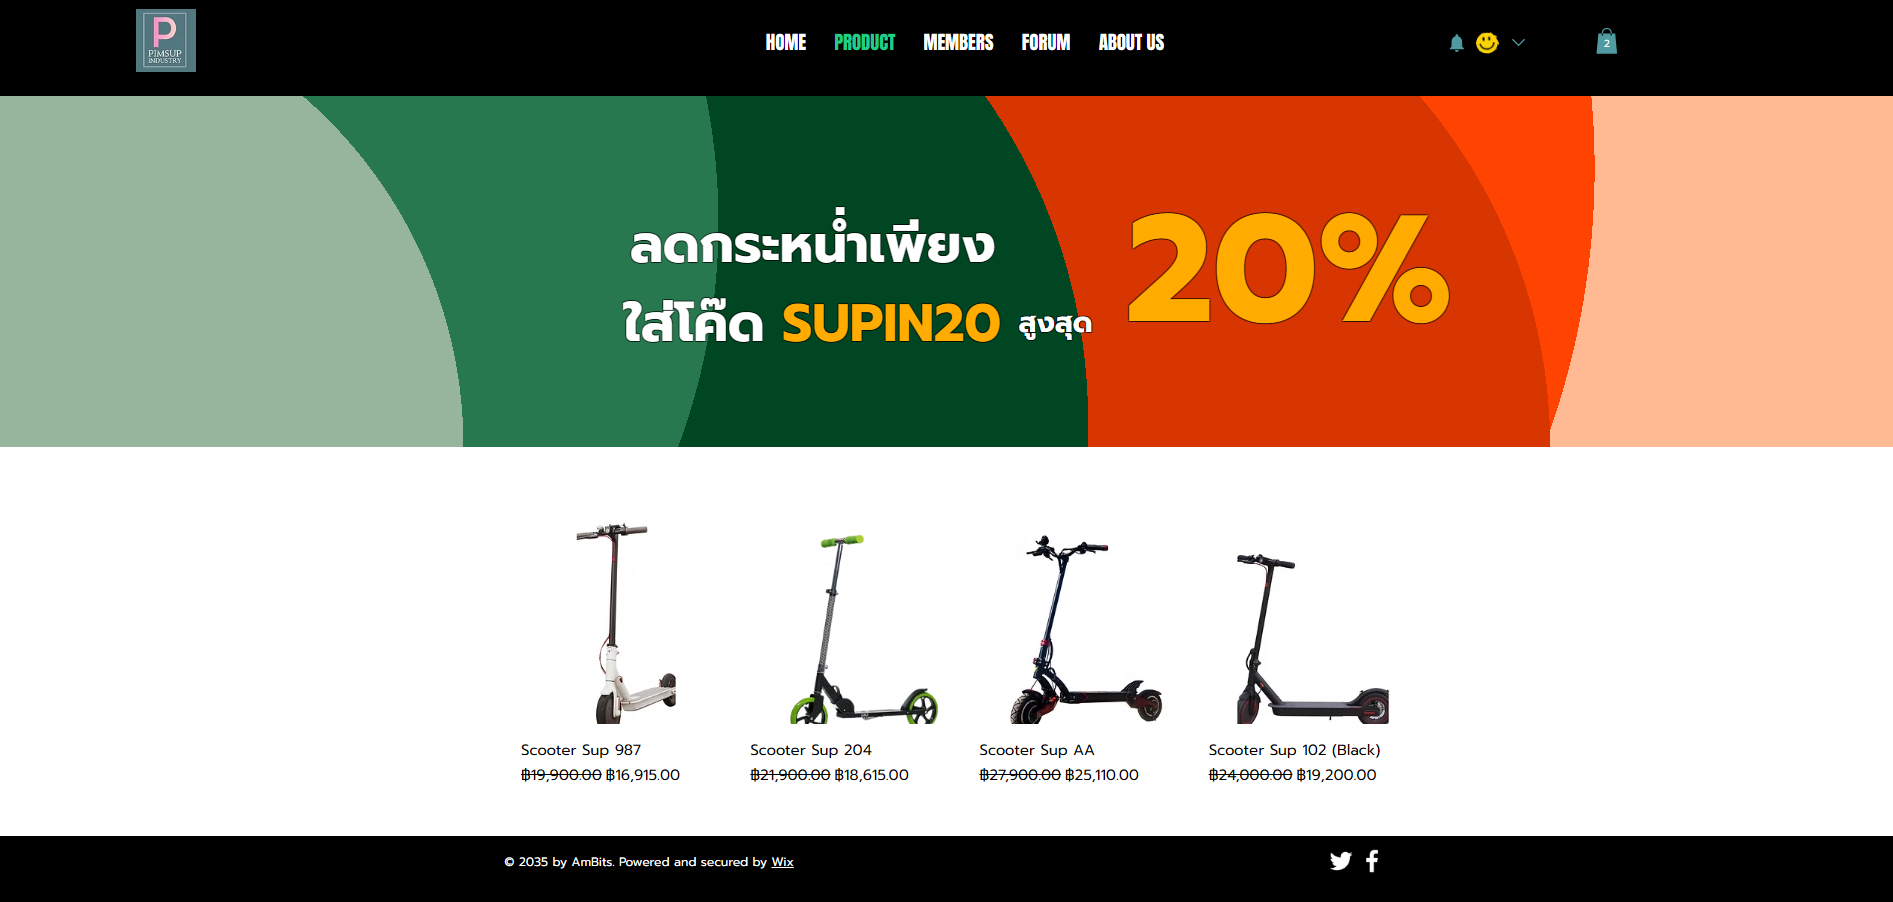 P
PIMSUP
INDUSTRY
HOME PRODUCT MEMBERS FORUM ABOUT US
2
ลดกระหน่ำเพียง
ใส่โค๊ด SUPIN20 สูงสุด 20%
Scooter Sup 987
฿19,900.00 ฿16,915.00
Scooter Sup 204
฿21,900.00 ฿18,615.00
Scooter Sup AA
฿27,900.00 ฿25,110.00
Scooter Sup 102 (Black)
฿24,000.00 ฿19,200.00
© 2035 by AmBits. Powered and secured by Wix